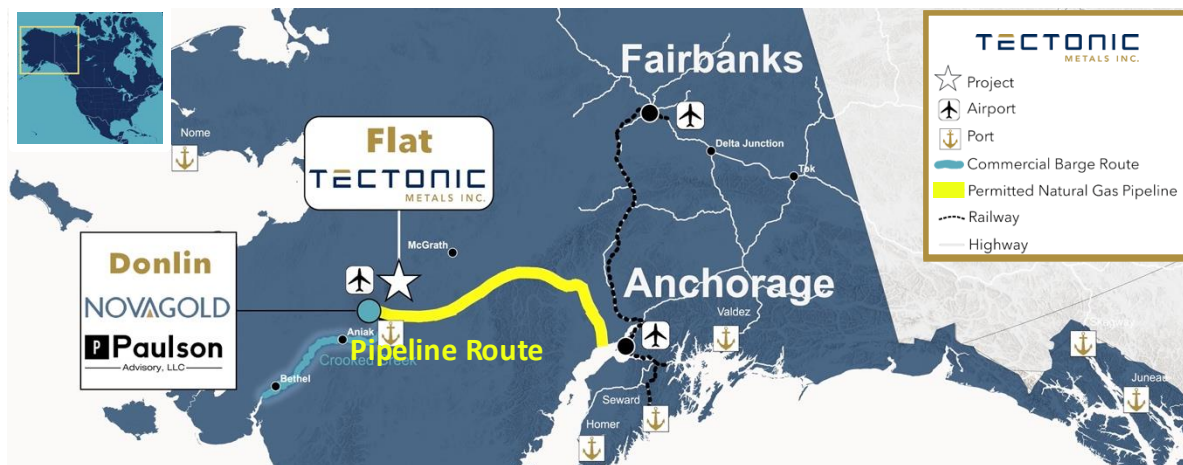 Fairbanks
Nome
Flat
TECTONIC
METALS INC.
Delta Junction
Tok
McGrath
Donlin
NOVAGOLD
P Paulson
Advisory, LLC
Anchorage
Valdez
Aniak
Pipeline Route
Crooked Creek
Bethel
Seward
Homer
Skagway
Juneau
TECTONIC
METALS INC.
Project
Airport
Port
Commercial Barge Route
Permitted Natural Gas Pipeline
Railway
Highway